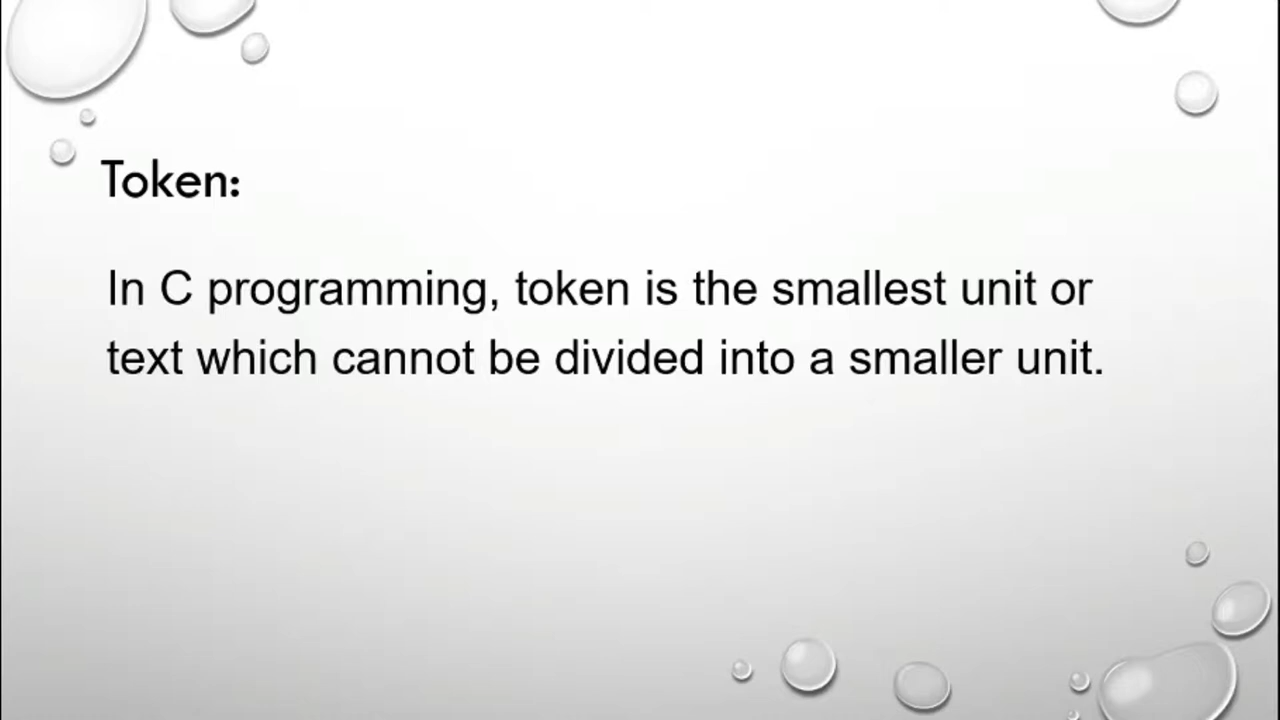 Token:
In C programming, token is the smallest unit or
text which cannot be divided into a smaller unit.